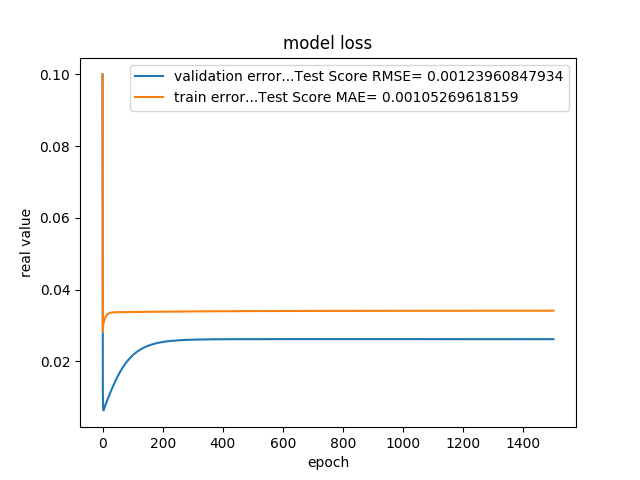 model loss
validation error...Test Score RMSE= 0.00123960847934
train error...Test Score MAE= 0.00105269618159
0.10
0.08
0.06
0.04
0.02
real value
0 200 400 600 800 1000 1200 1400
epoch